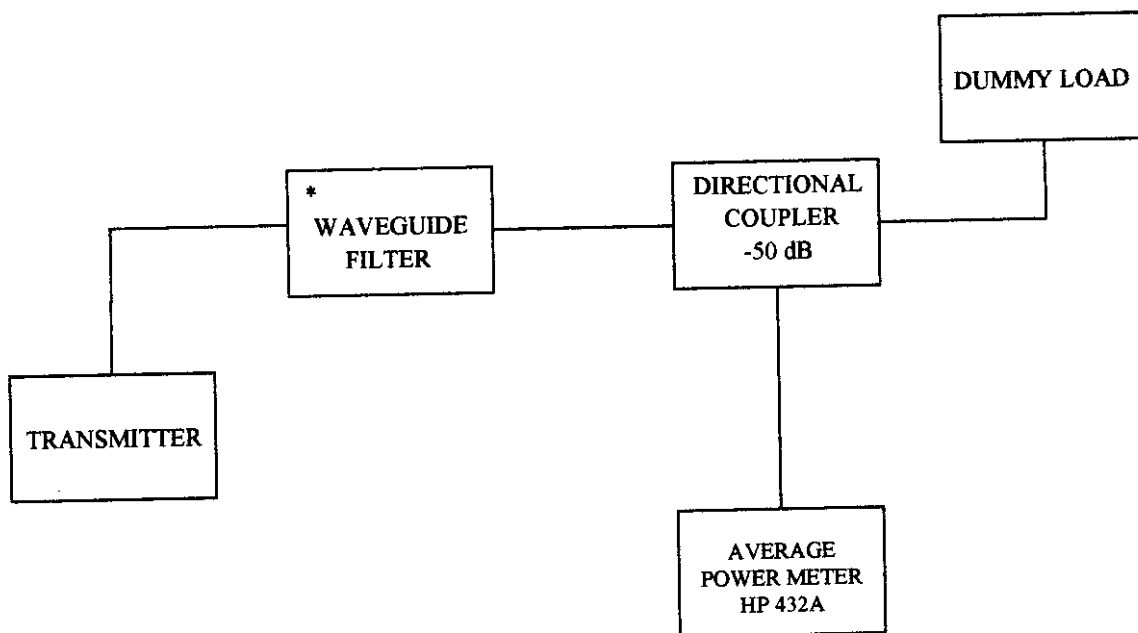 DUMMY LOAD
*
WAVEGUIDE
FILTER
DIRECTIONAL
COUPLER
-50 dB
TRANSMITTER
AVERAGE
POWER METER
HP 432A